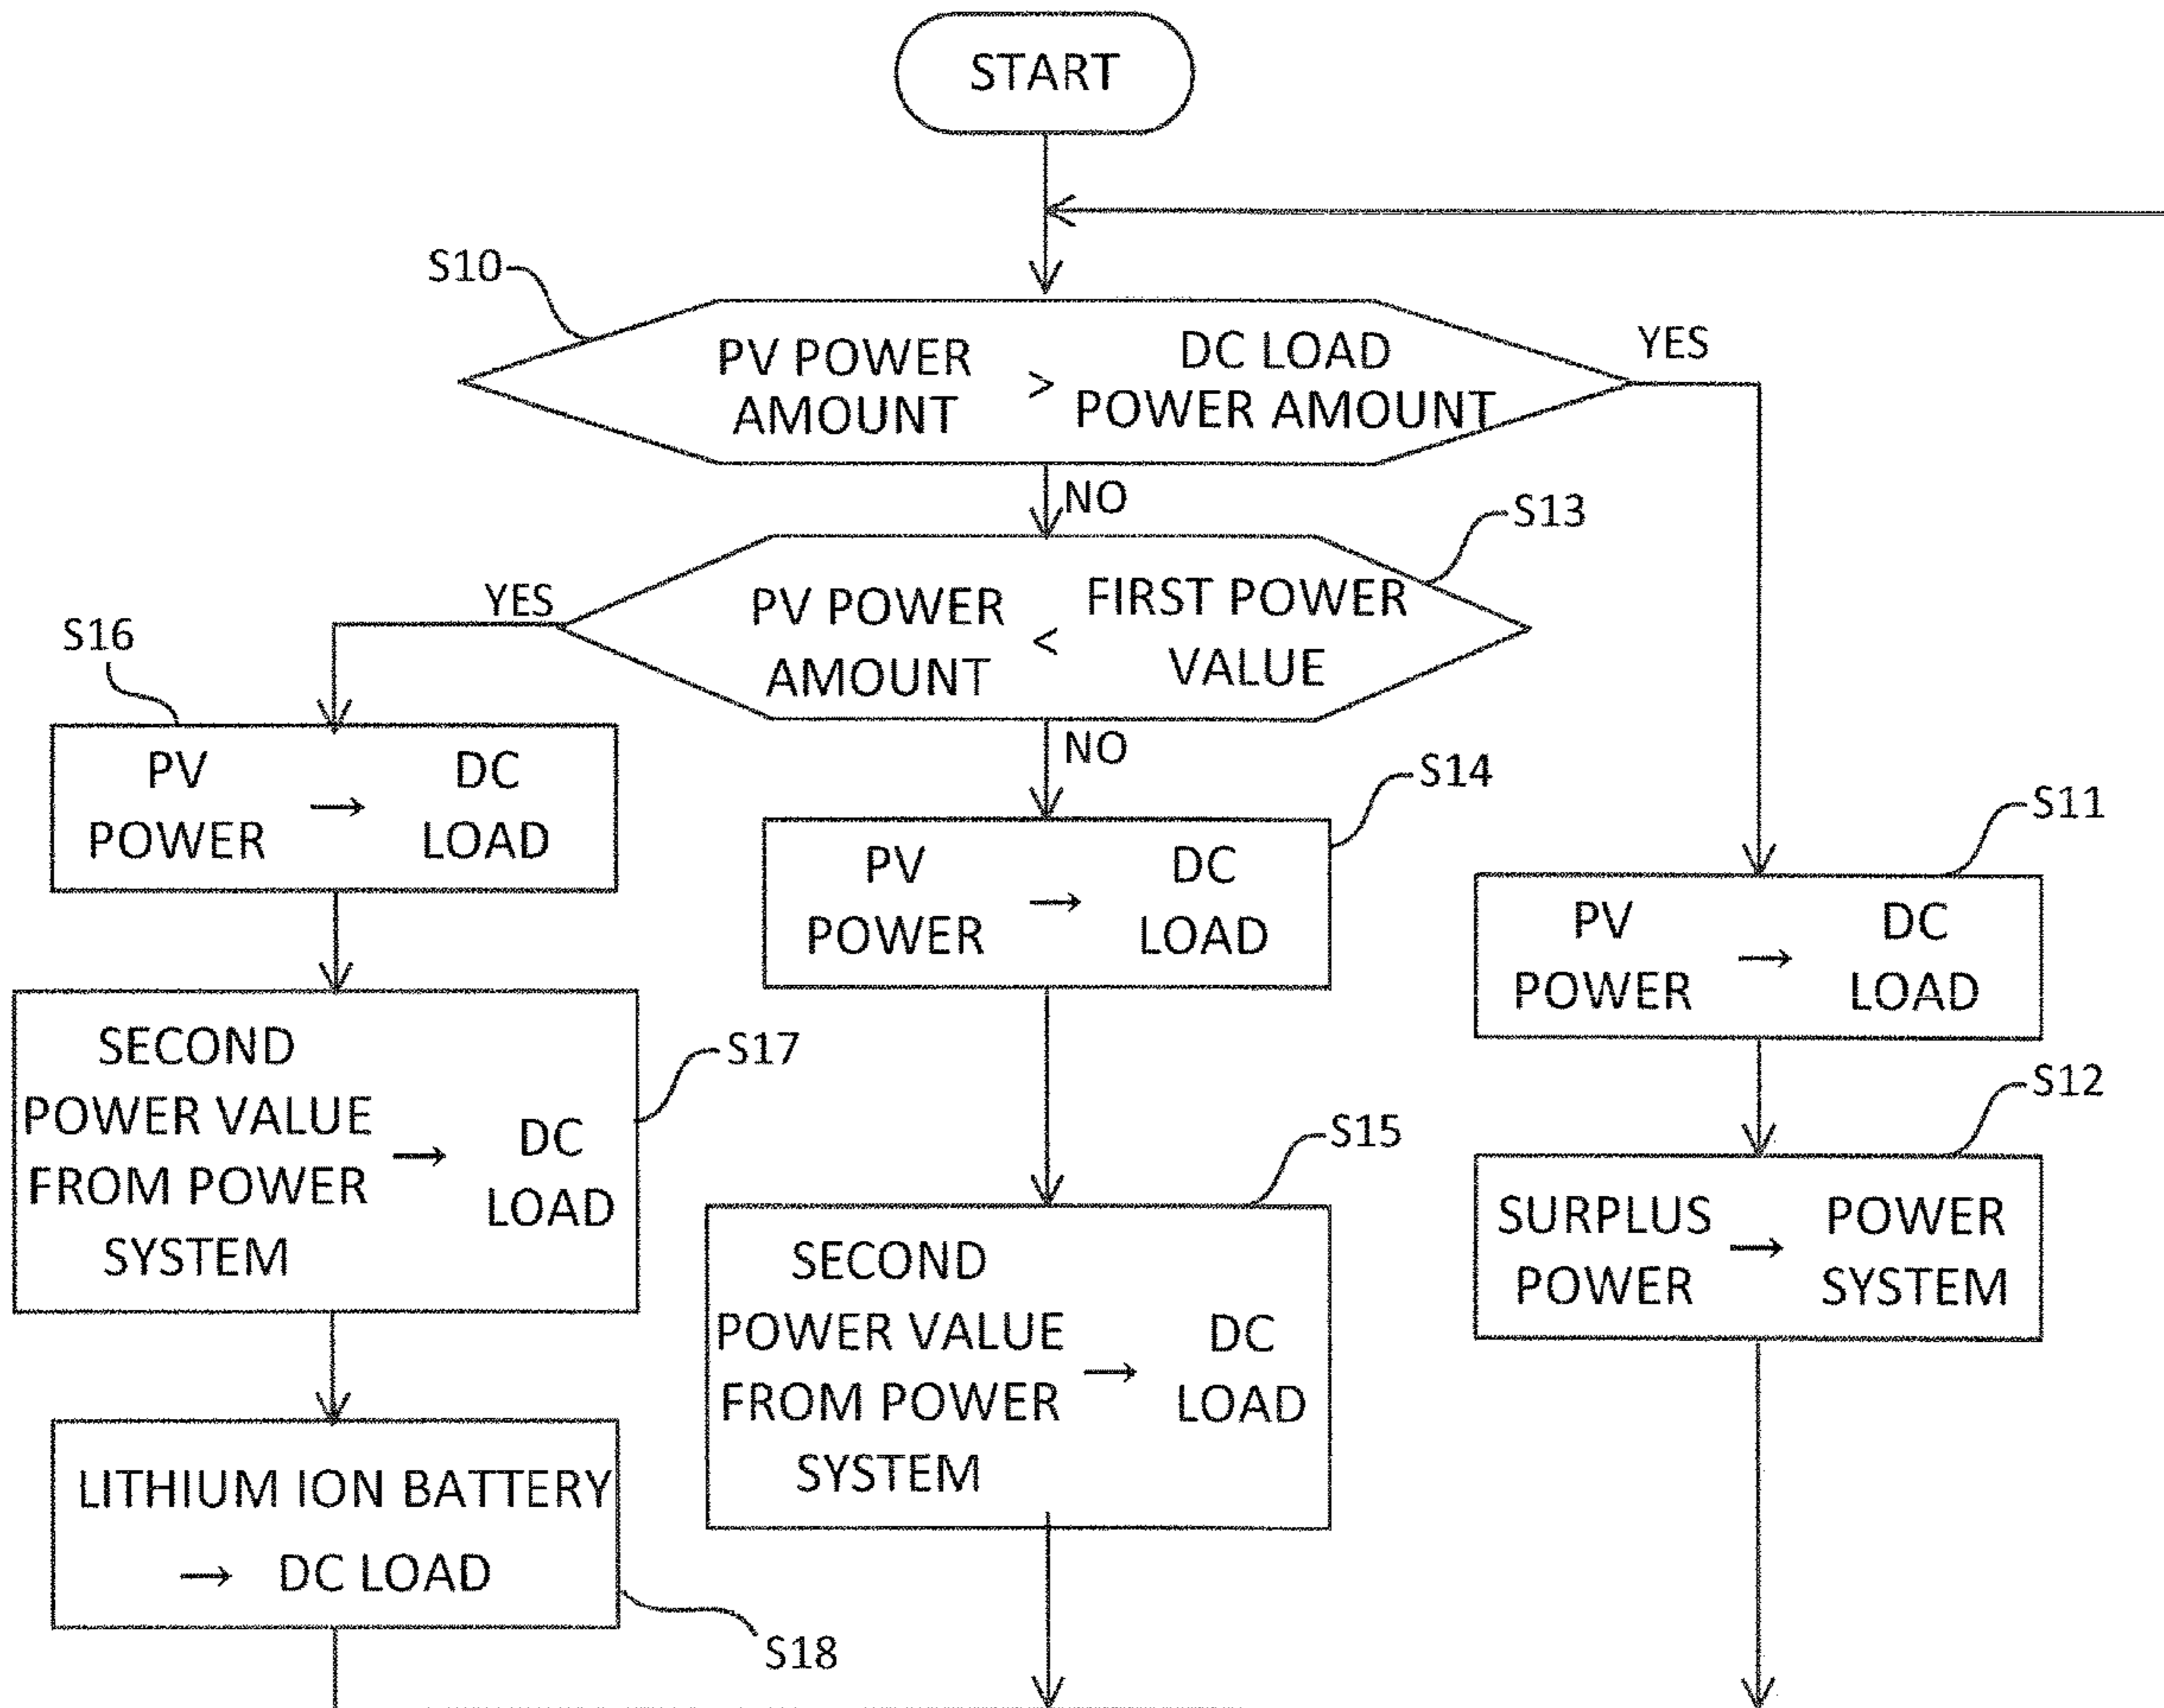 START
S10
PV POWER
AMOUNT
>
DC LOAD
POWER AMOUNT
YES
NO
S13
PV POWER
AMOUNT
<
FIRST POWER
VALUE
YES
NO
S16
PV
POWER
→
DC
LOAD
S14
PV
POWER
→
DC
LOAD
S11
PV
POWER
→
DC
LOAD
S17
SECOND
POWER VALUE
FROM POWER
SYSTEM
→
DC
LOAD
S15
SECOND
POWER VALUE
FROM POWER
SYSTEM
→
DC
LOAD
S12
SURPLUS
POWER
→
POWER
SYSTEM
LITHIUM ION BATTERY
→ DC LOAD
S18